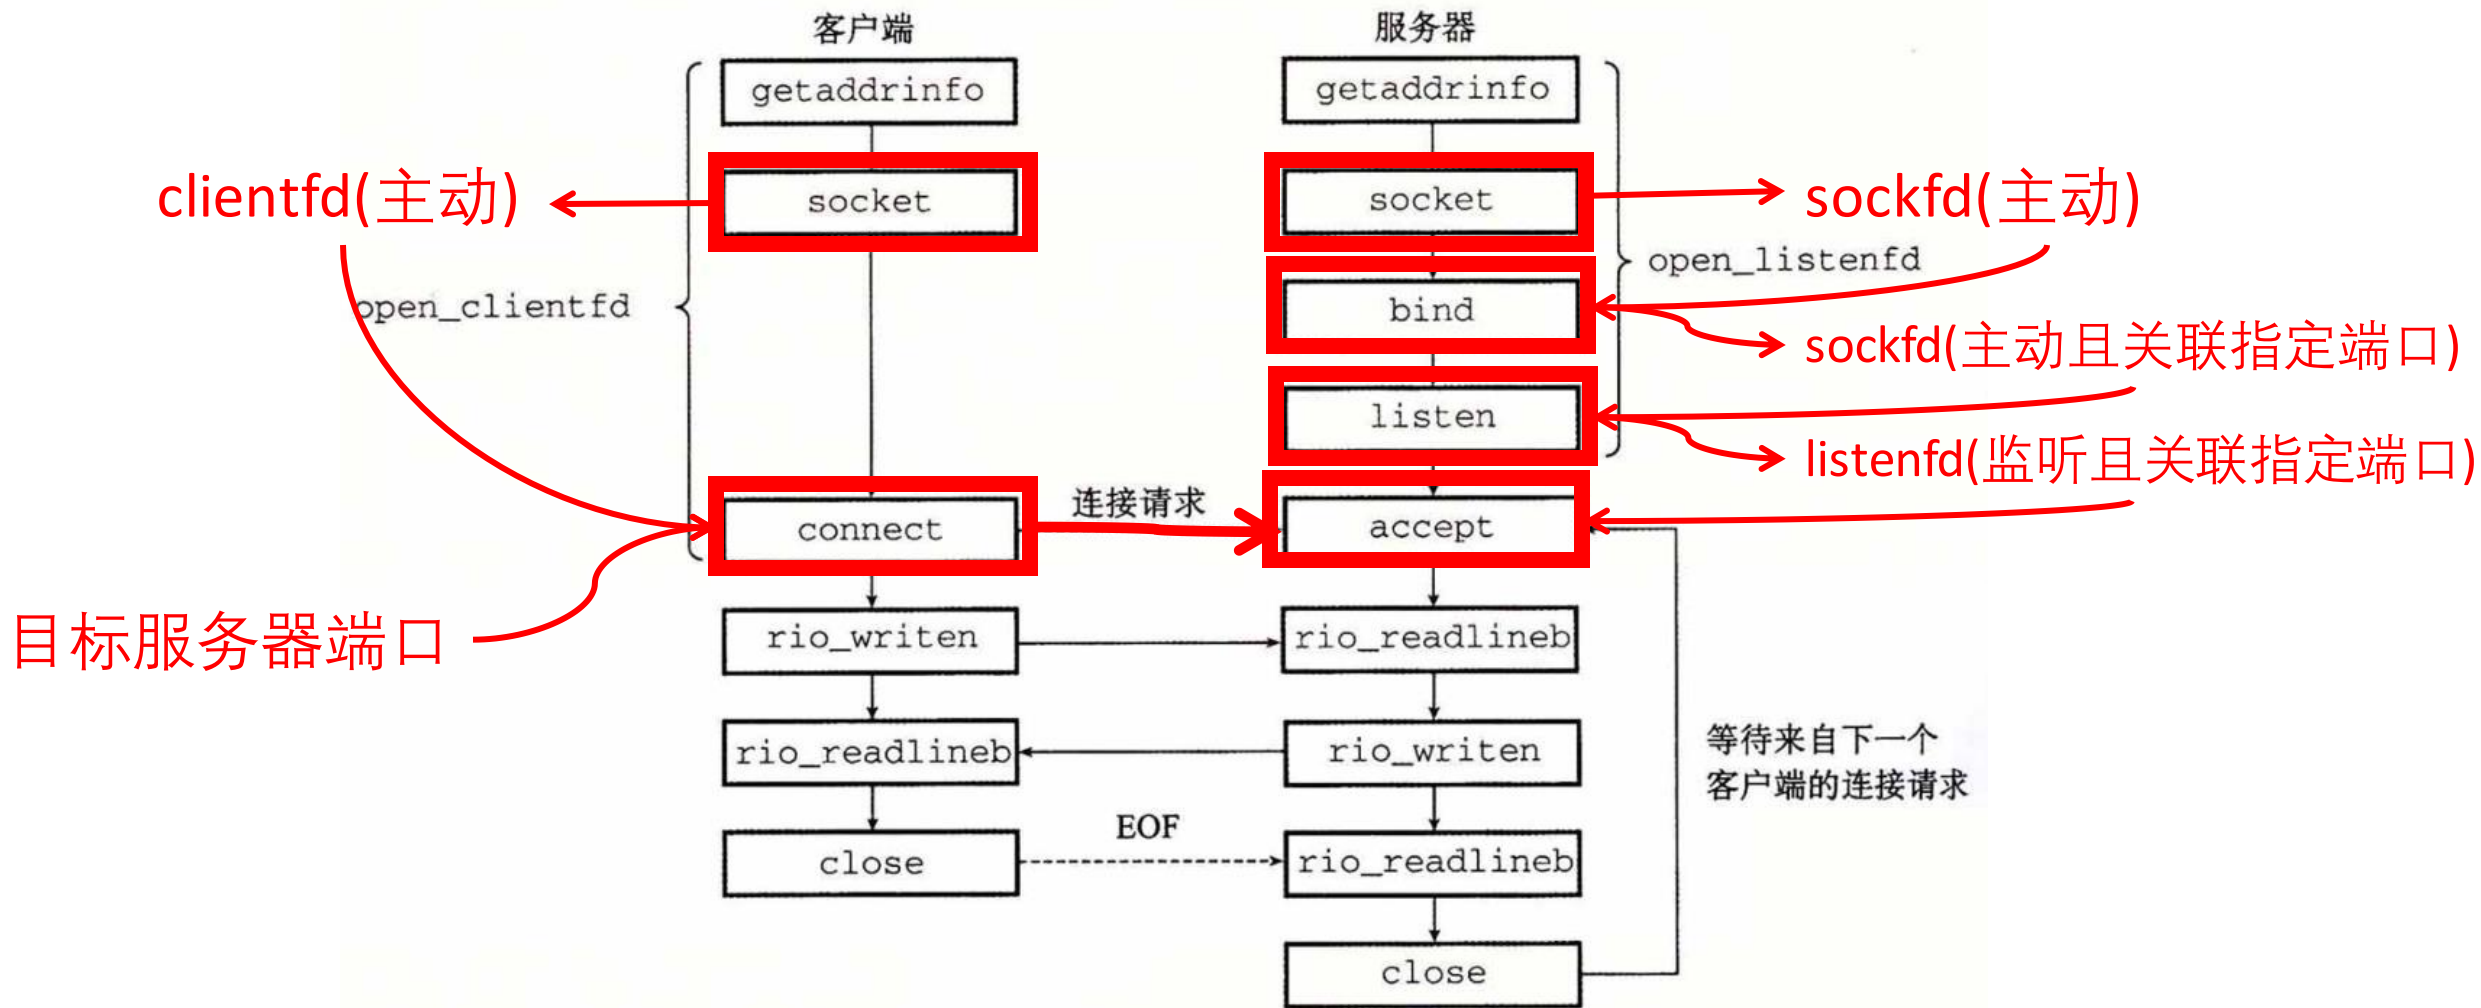 客户端
服务器
getaddrinfo
getaddrinfo
clientfd(主动)
socket
socket
sockfd(主动)
open_clientfd
bind
open_listenfd
sockfd(主动且关联指定端口)
listen
listenfd(监听且关联指定端口)
connect
连接请求
accept
目标服务器端口
rio_writen
rio_readlineb
rio_readlineb
rio_writen
等待来自下一个
客户端的连接请求
close
EOF
rio_readlineb
close